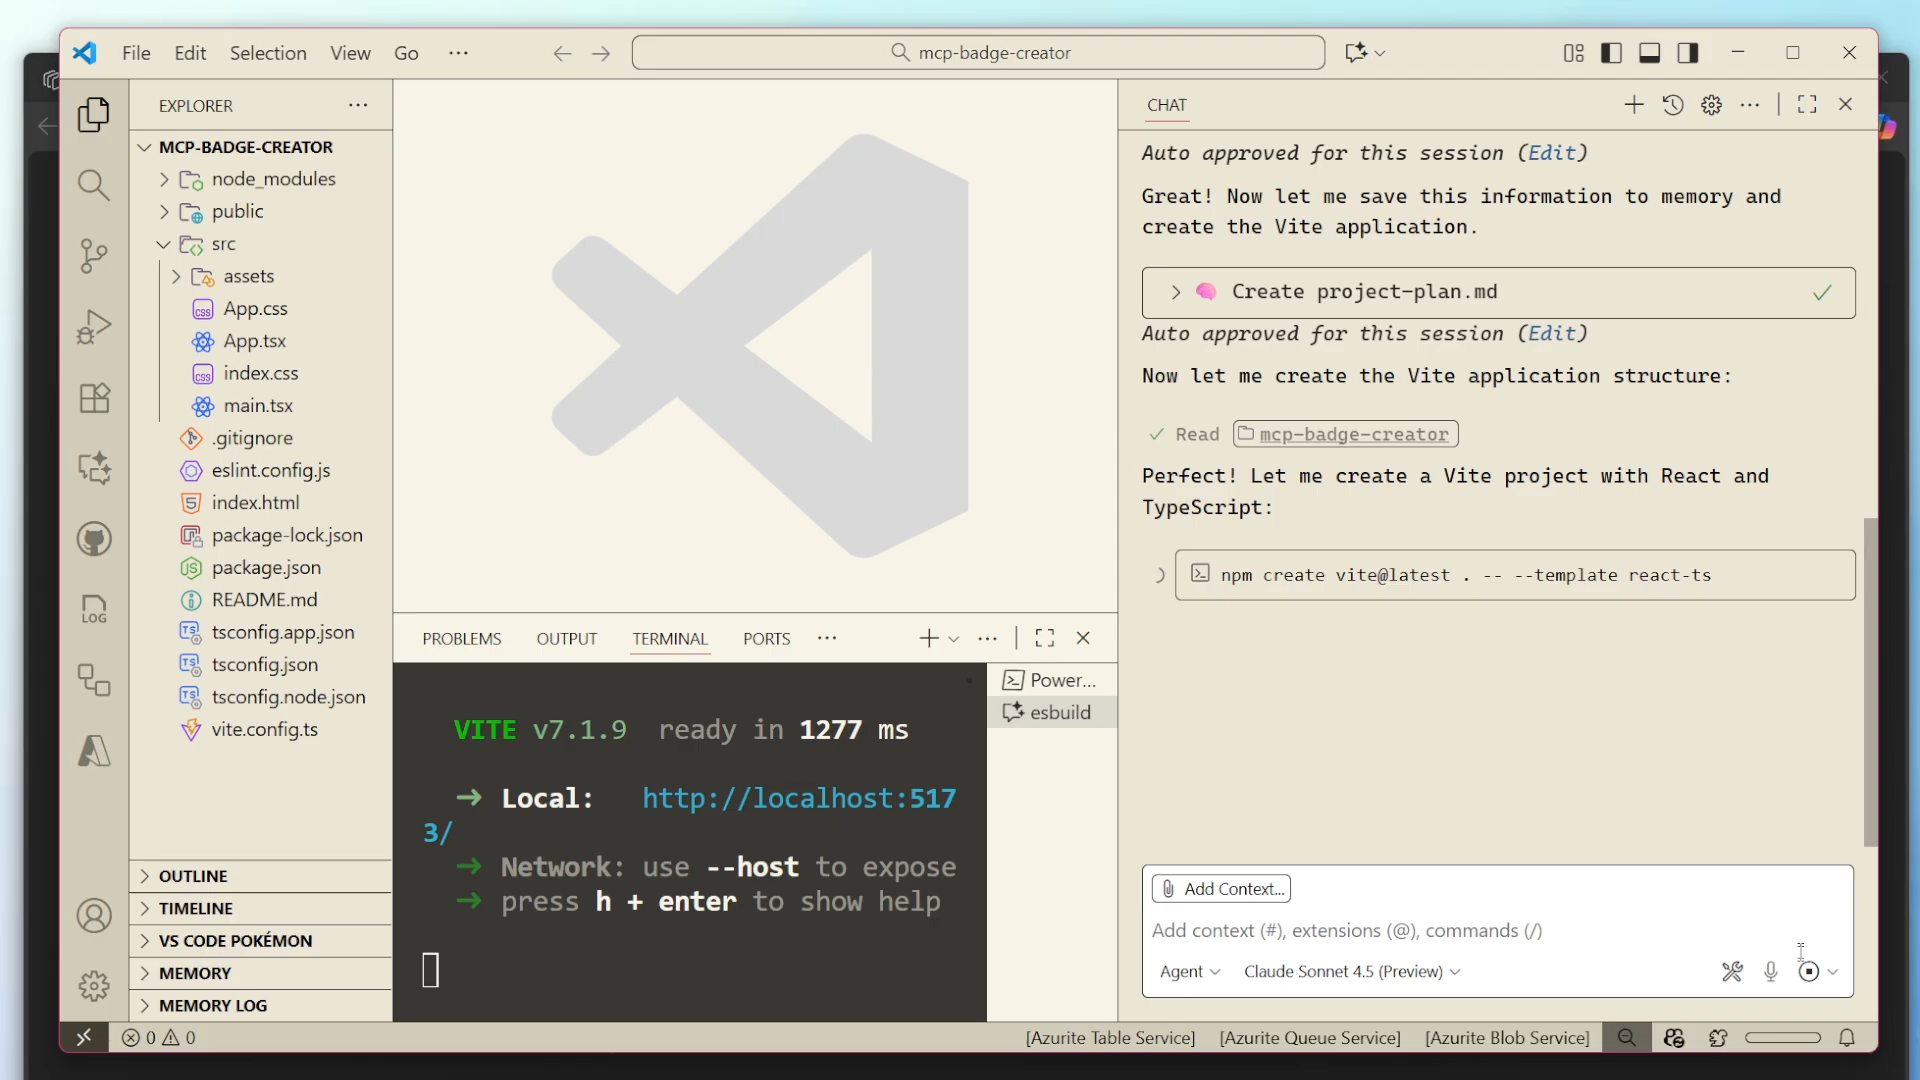 File Edit Selection View Go ···
mcp-badge-creator
EXPLORER
MCP-BADGE-CREATOR
node_modules
public
src
assets
App.css
App.tsx
index.css
main.tsx
.gitignore
eslint.config.js
index.html
package-lock.json
package.json
README.md
tsconfig.app.json
tsconfig.json
tsconfig.node.json
vite.config.ts
OUTLINE
TIMELINE
VS CODE POKÉMON
MEMORY
MEMORY LOG
LOG
PROBLEMS OUTPUT TERMINAL PORTS ···
VITE v7.1.9 ready in 1277 ms
➜ Local: http://localhost:517
3/
➜ Network: use --host to expose
➜ press h + enter to show help
Power...
esbuild
CHAT
Auto approved for this session (Edit)
Great! Now let me save this information to memory and
create the Vite application.
Create project-plan.md
Auto approved for this session (Edit)
Now let me create the Vite application structure:
Read mcp-badge-creator
Perfect! Let me create a Vite project with React and
TypeScript:
npm create vite@latest . -- --template react-ts
Add Context...
Add context (#), extensions (@), commands (/)
Agent Claude Sonnet 4.5 (Preview)
0 0 [Azurite Table Service] [Azurite Queue Service] [Azurite Blob Service]